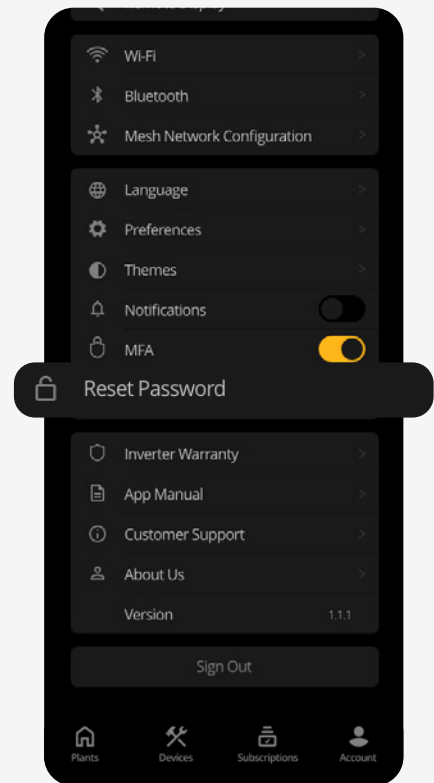 Wi-Fi
Bluetooth
Mesh Network Configuration
Language
Preferences
Themes
Notifications
MFA
Reset Password
Inverter Warranty
App Manual
Customer Support
About Us
Version 1.1.1
Sign Out
Plants Devices Subscriptions Account